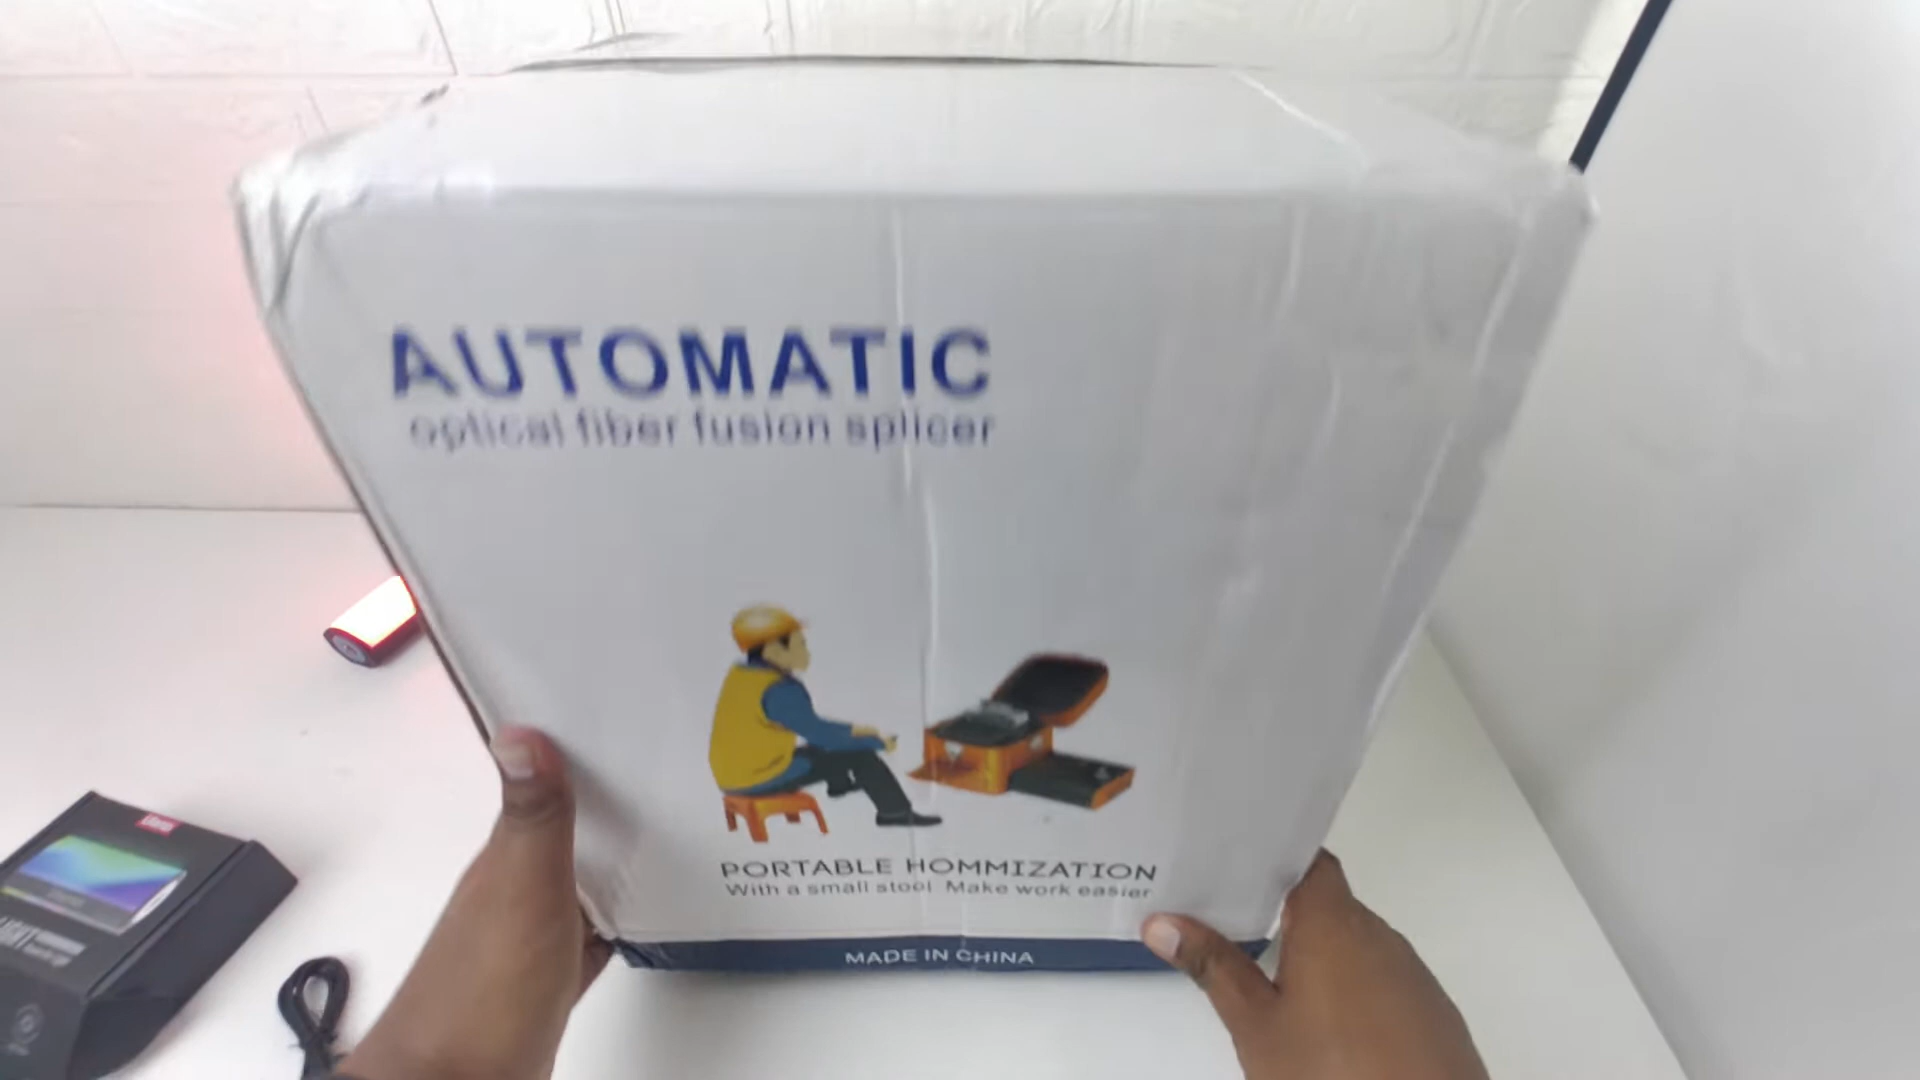 AUTOMATIC
optical fiber fusion splicer
PORTABLE HOMMIZATION
With a small stool Make work easier
MADE IN CHINA